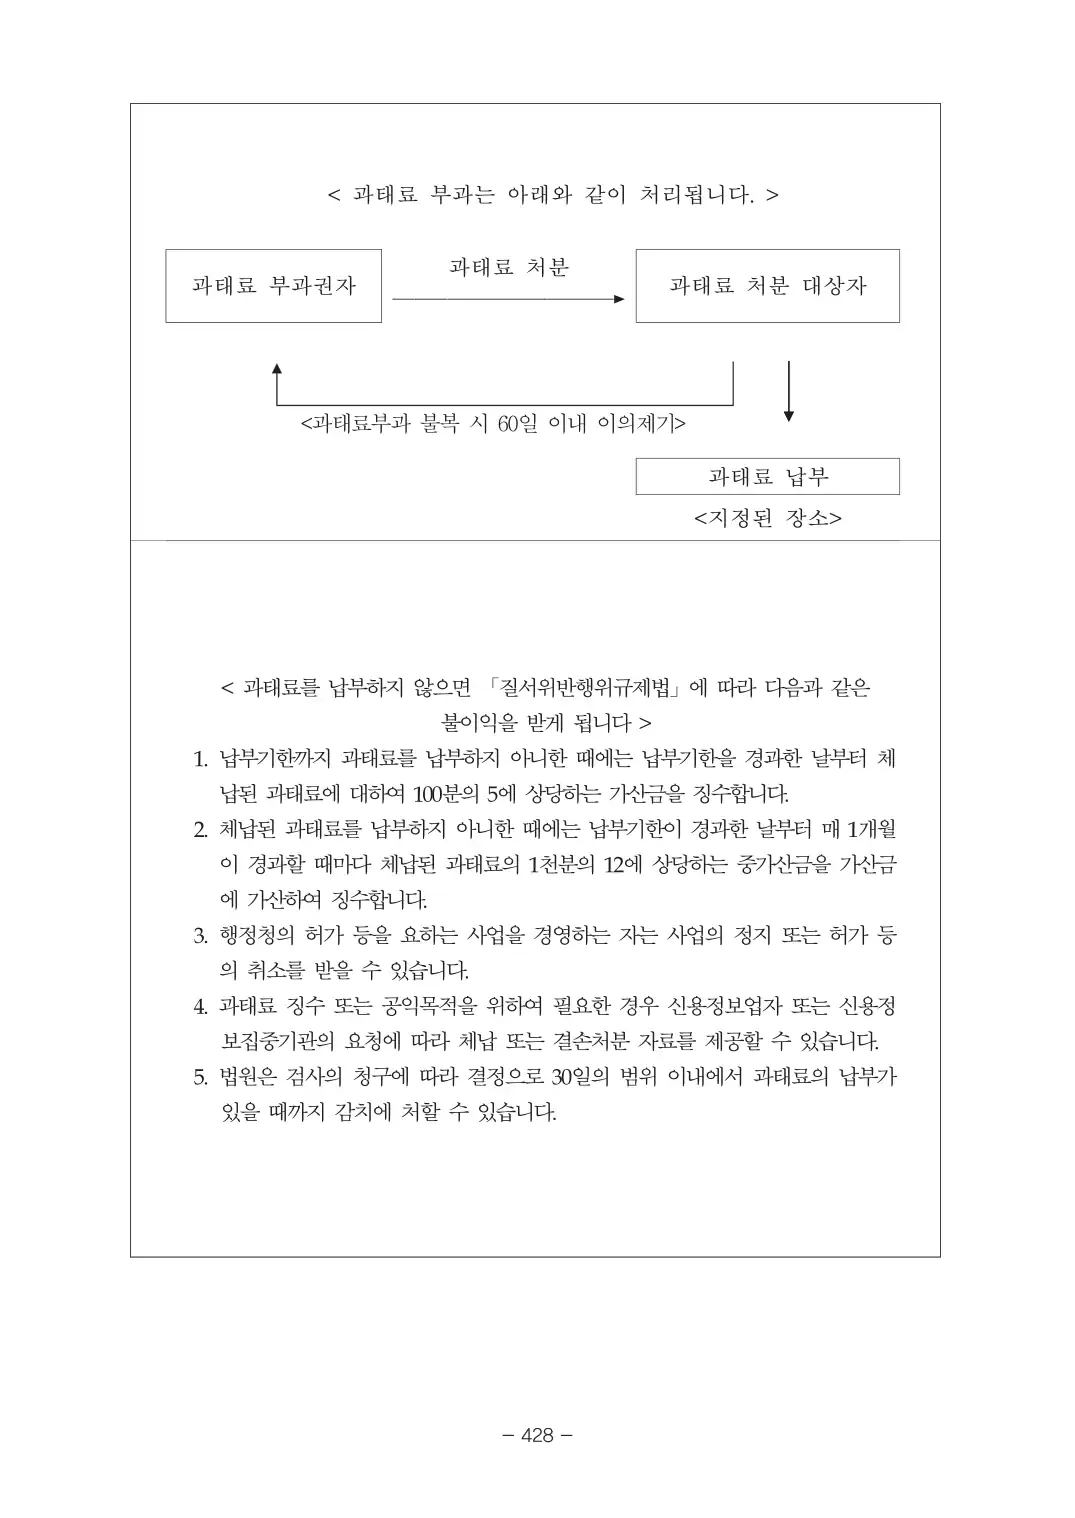 < 과태료 부과는 아래와 같이 처리됩니다. >
과태료 부과권자
과태료 처분
과태료 처분 대상자
<과태료부과 불복 시 60일 이내 이의제기>
과태료 납부
<지정된 장소>
< 과태료를 납부하지 않으면 「질서위반행위규제법」에 따라 다음과 같은
불이익을 받게 됩니다 >
1. 납부기한까지 과태료를 납부하지 아니한 때에는 납부기한을 경과한 날부터 체
납된 과태료에 대하여 100분의 5에 상당하는 가산금을 징수합니다.
2. 체납된 과태료를 납부하지 아니한 때에는 납부기한이 경과한 날부터 매 1개월
이 경과할 때마다 체납된 과태료의 1천분의 12에 상당하는 중가산금을 가산금
에 가산하여 징수합니다.
3. 행정청의 허가 등을 요하는 사업을 경영하는 자는 사업의 정지 또는 허가 등
의 취소를 받을 수 있습니다.
4. 과태료 징수 또는 공익목적을 위하여 필요한 경우 신용정보업자 또는 신용정
보집중기관의 요청에 따라 체납 또는 결손처분 자료를 제공할 수 있습니다.
5. 법원은 검사의 청구에 따라 결정으로 30일의 범위 이내에서 과태료의 납부가
있을 때까지 감치에 처할 수 있습니다.
- 428 -